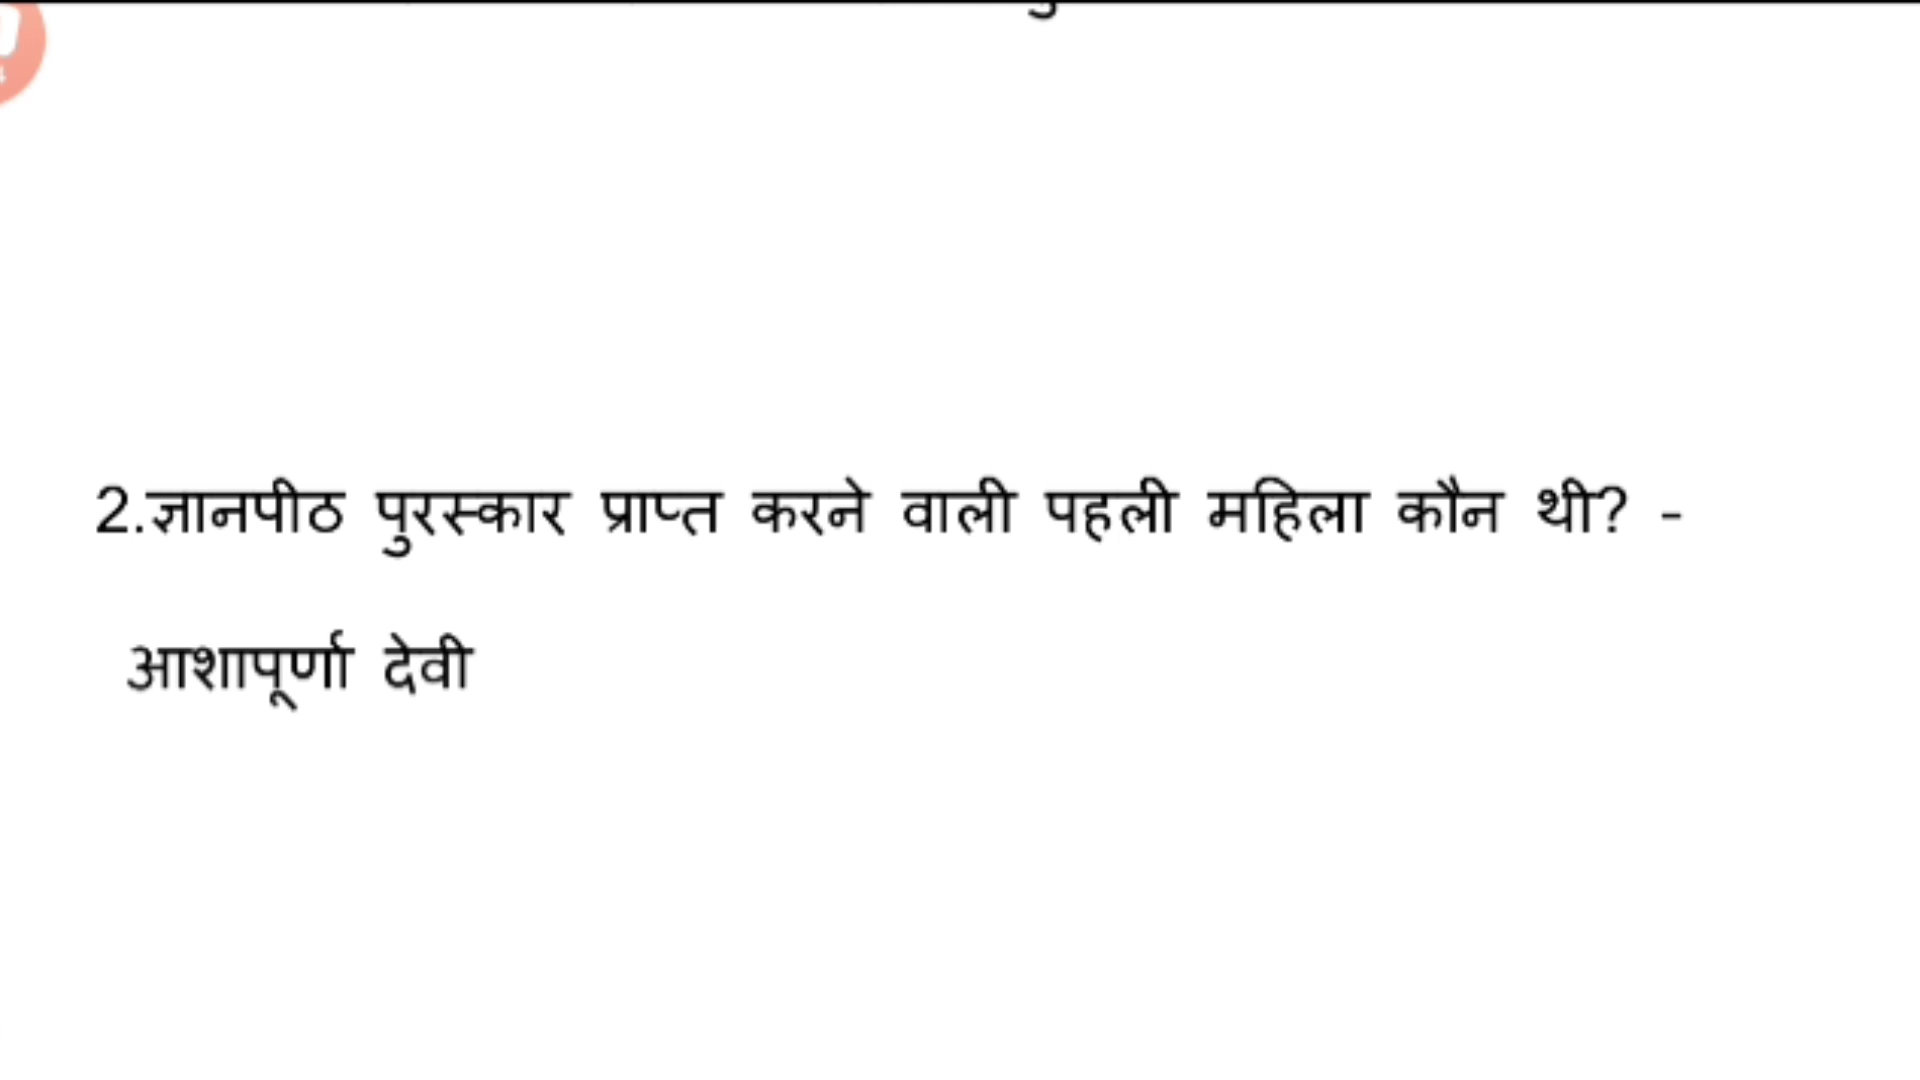 2.ज्ञानपीठ पुरस्कार प्राप्त करने वाली पहली महिला कौन थी? -
आशापूर्णा देवी